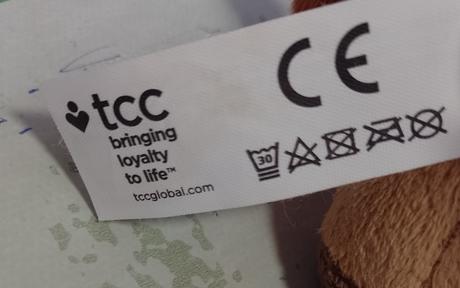 tcc
bringing
loyalty
to life™
tccglobal.com
CE
30